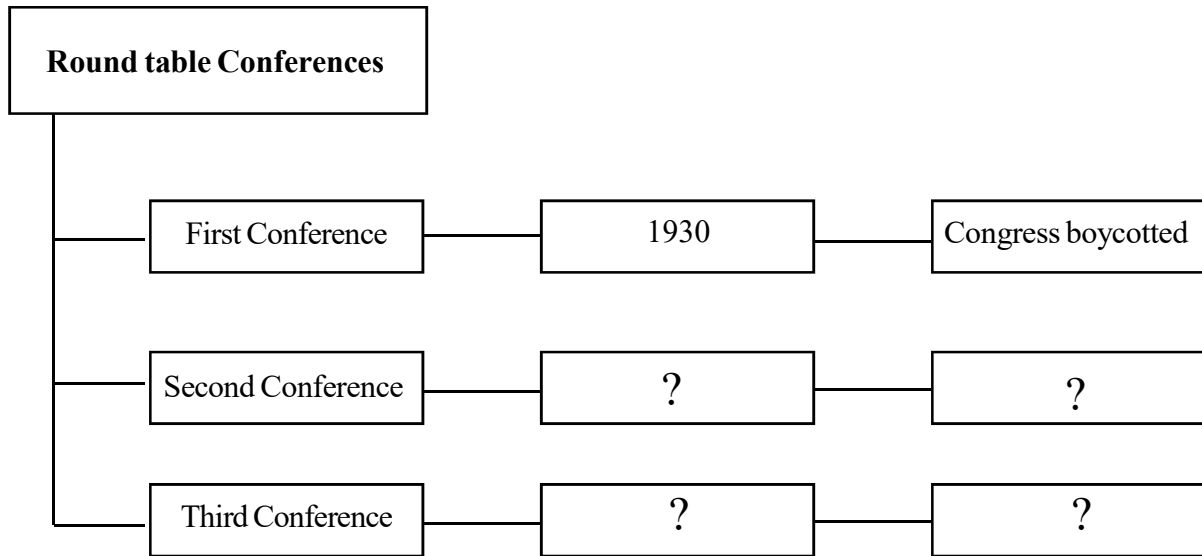 Round table Conferences
First Conference
1930
Congress boycotted
Second Conference
?
?
Third Conference
?
?